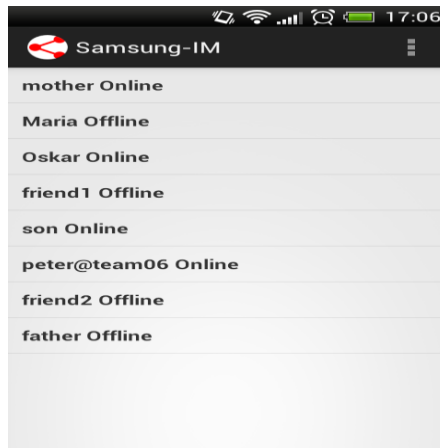 17:06
Samsung-IM
mother Online
Maria Offline
Oskar Online
friend1 Offline
son Online
peter@team06 Online
friend2 Offline
father Offline